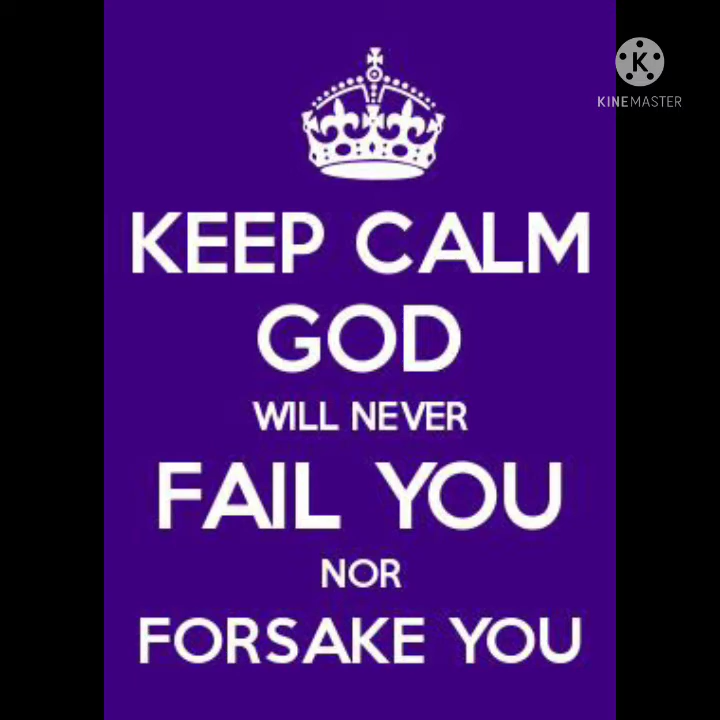 K
KINEMASTER
KEEP CALM
GOD
WILL NEVER
FAIL YOU
NOR
FORSAKE YOU